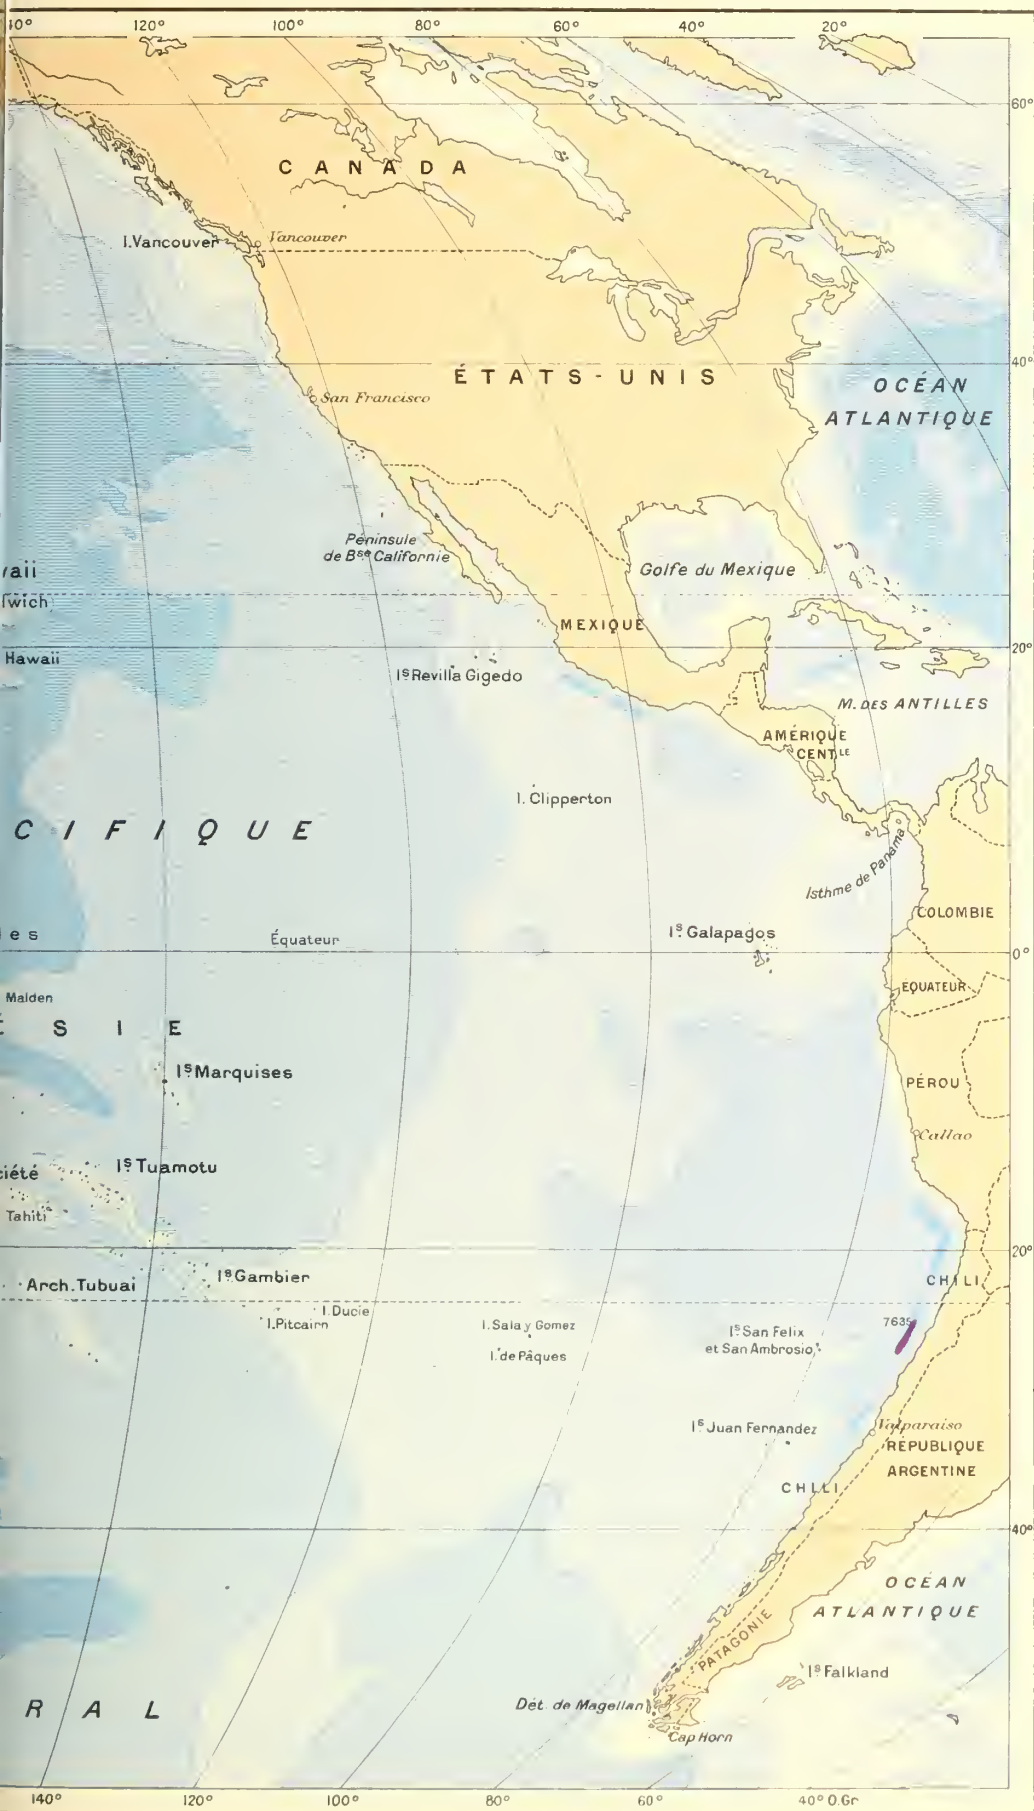 120° 100° 80° 60° 40° 20°
60°
CANADA
I.Vancouver
Vancouver
40°
ÉTATS-UNIS
OCÉAN
ATLANTIQUE
San Francisco
Péninsule
de Bse Californie
Golfe du Mexique
MEXIQUE
Hawaii
20°
Is Revilla Gigedo
M. DES ANTILLES
AMÉRIQUE
CENTLE
I. Clipperton
CIFIQUE
Isthme de Panama
COLOMBIE
Is Galapagos
Équateur
0°
EQUATEUR
Malden
SIE
Is Marquises
PÉROU
Callao
Is Tuamotu
Tahiti
20°
Is Gambier
Arch. Tubuai
CHILI
I. Ducie
I.Pitcairn
7635
I. Sala y Gomez
Is San Felix
et San Ambrosio
I. de Pâques
Is Juan Fernandez
Valparaiso
RÉPUBLIQUE
ARGENTINE
CHILI
40°
OCÉAN
ATLANTIQUE
PATAGONIE
Is Falkland
Dét. de Magellan
RAL
Cap Horn
140° 120° 100° 80° 60° 40° O.Gr